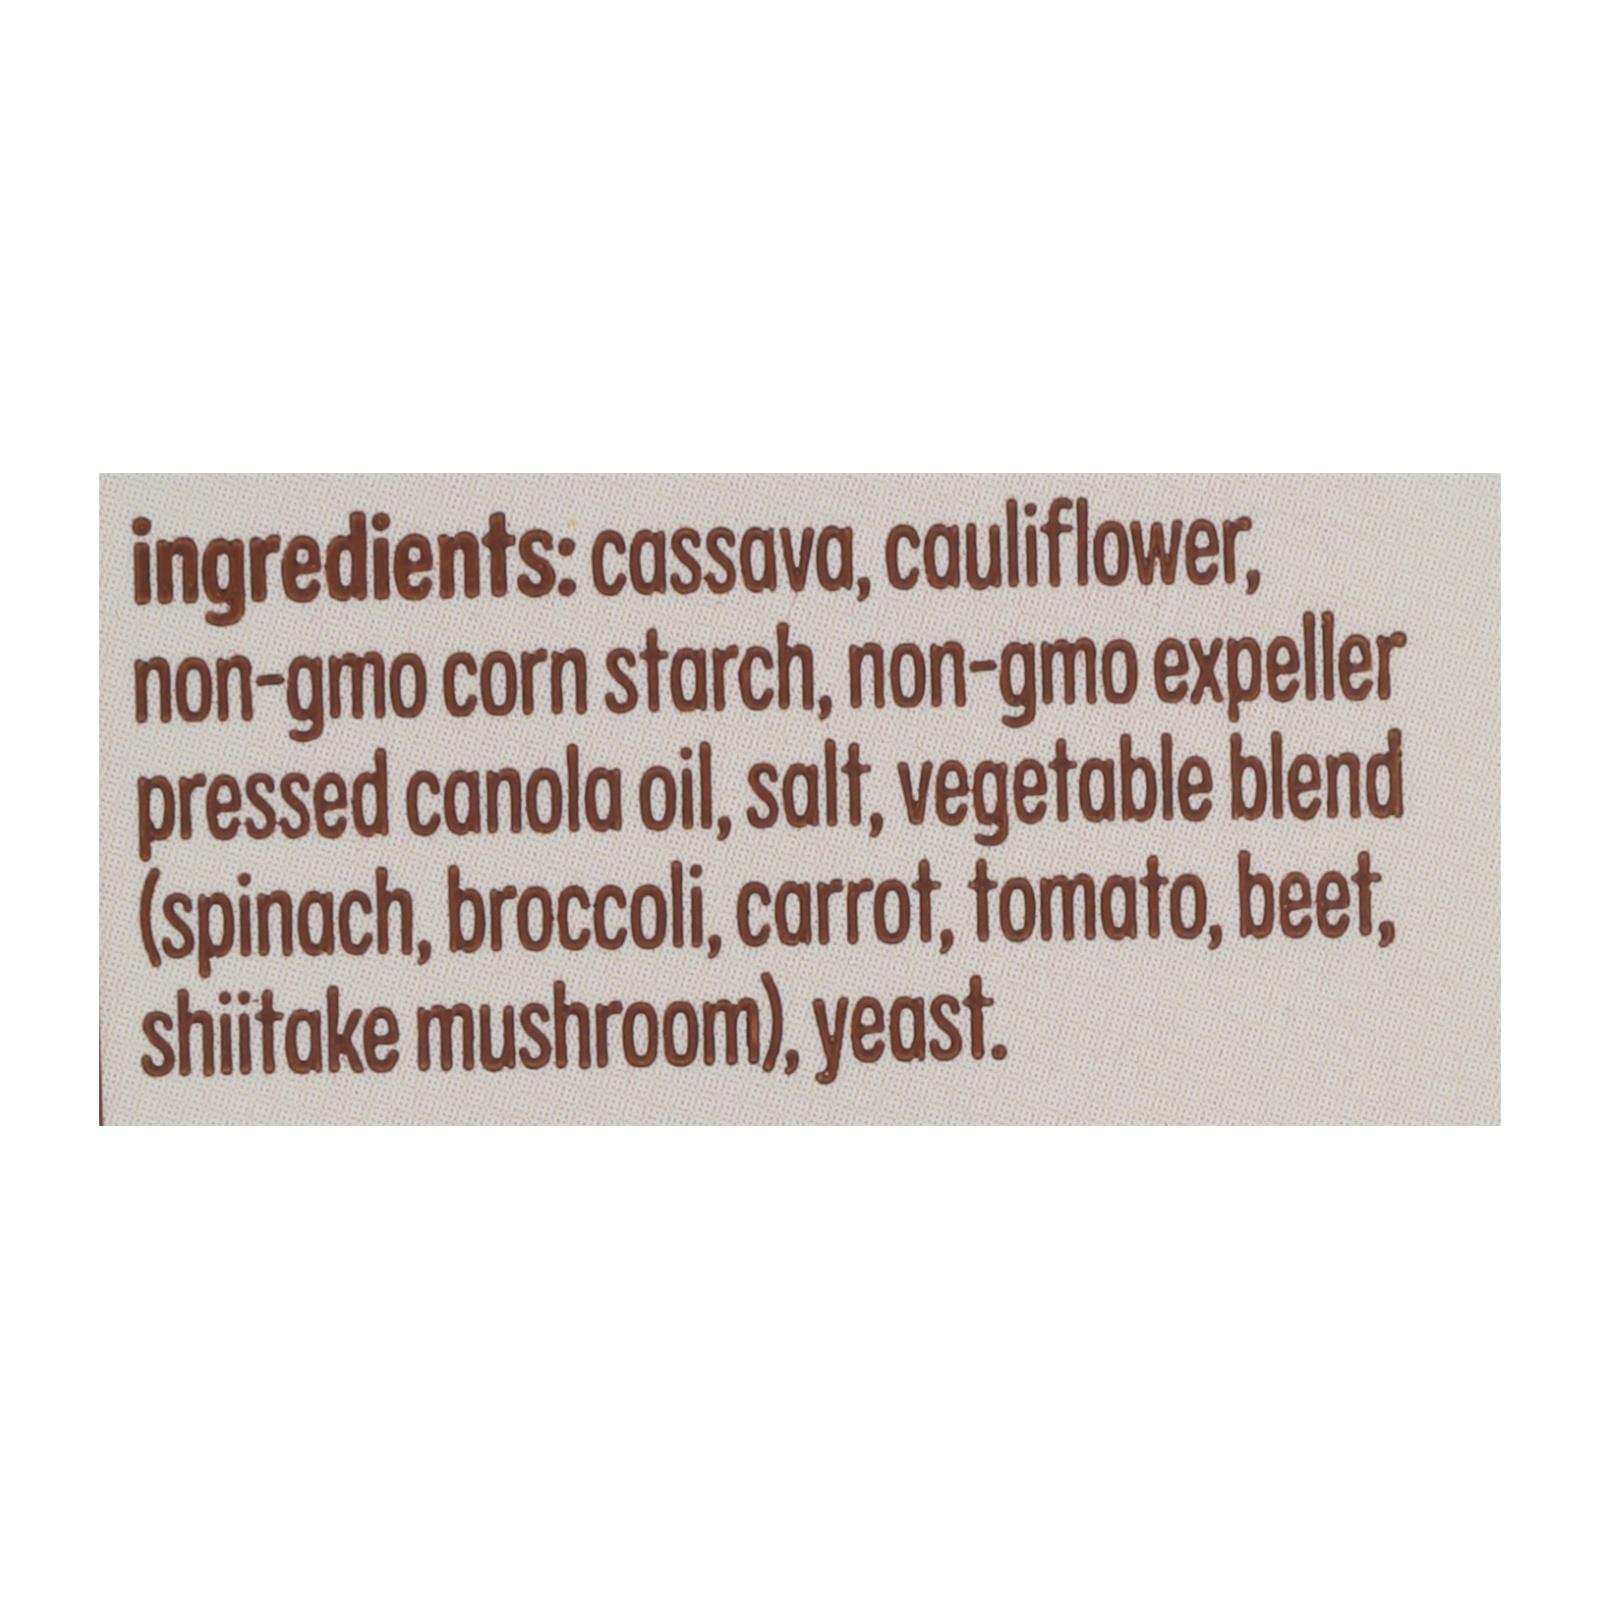 ingredients: cassava, cauliflower,
non-gmo corn starch, non-gmo expeller
pressed canola oil, salt, vegetable blend
(spinach, broccoli, carrot, tomato, beet,
shiitake mushroom), yeast.